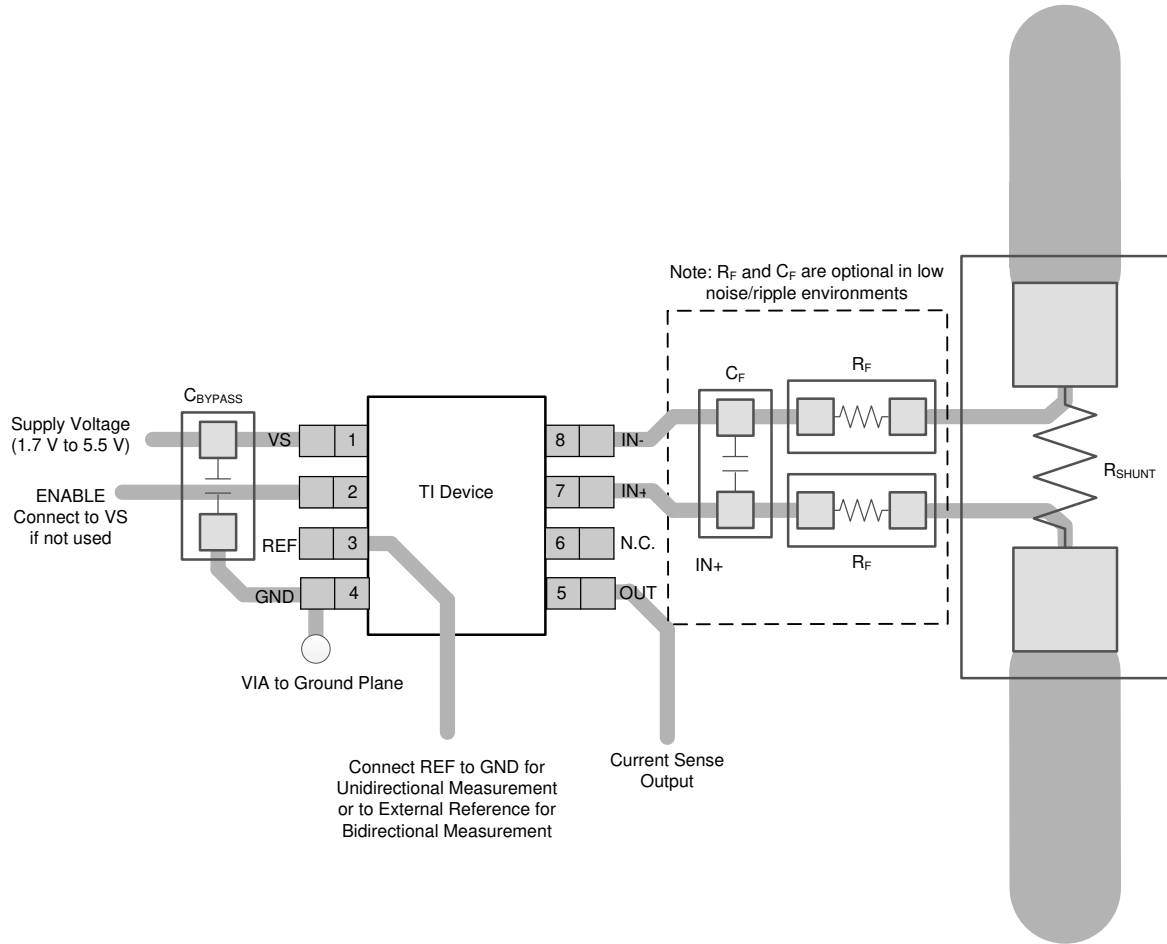 Note: RF and CF are optional in low
noise/ripple environments
CBYPASS
CF
RF
Supply Voltage
(1.7 V to 5.5 V)
VS
1
8
IN-
RSHUNT
ENABLE
Connect to VS
if not used
2
TI Device
7
IN+
REF
3
6
N.C.
IN+
RF
GND
4
5
OUT
VIA to Ground Plane
Connect REF to GND for
Unidirectional Measurement
or to External Reference for
Bidirectional Measurement
Current Sense
Output